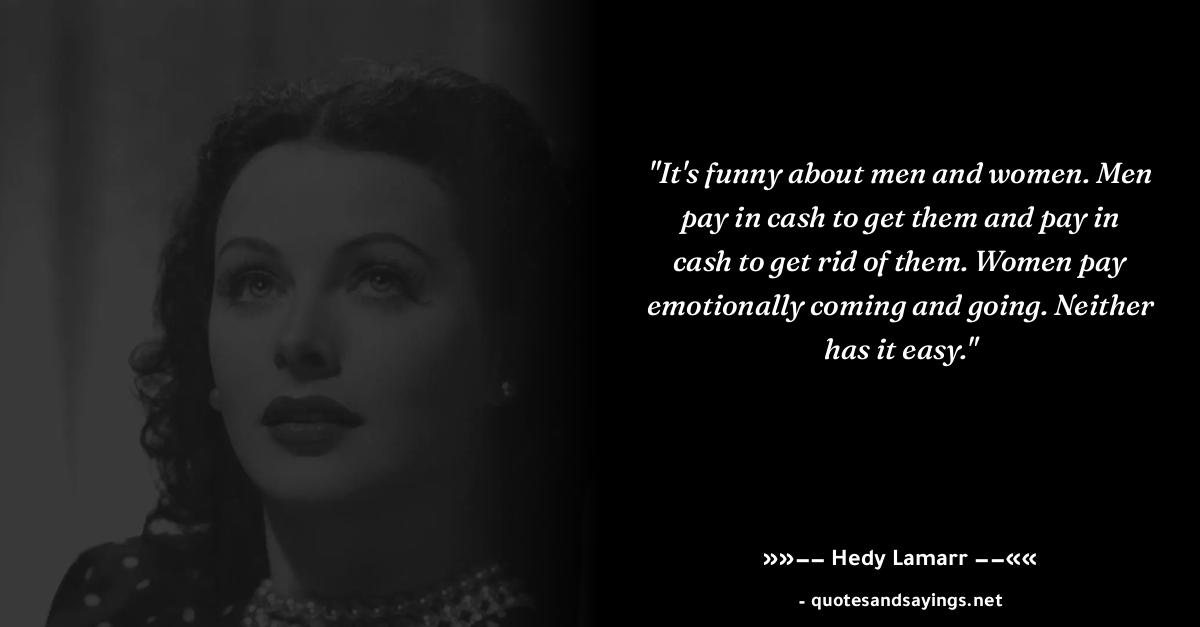 "It's funny about men and women. Men
pay in cash to get them and pay in
cash to get rid of them. Women pay
emotionally coming and going. Neither
has it easy."
»»―― Hedy Lamarr ――««
- quotesandsayings.net